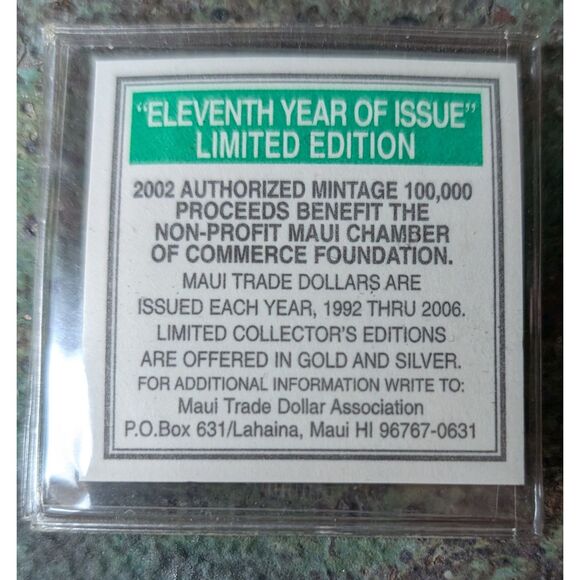 "ELEVENTH YEAR OF ISSUE"
LIMITED EDITION
2002 AUTHORIZED MINTAGE 100,000
PROCEEDS BENEFIT THE
NON-PROFIT MAUI CHAMBER
OF COMMERCE FOUNDATION.
MAUI TRADE DOLLARS ARE
ISSUED EACH YEAR, 1992 THRU 2006.
LIMITED COLLECTOR'S EDITIONS
ARE OFFERED IN GOLD AND SILVER.
FOR ADDITIONAL INFORMATION WRITE TO:
Maui Trade Dollar Association
P.O.Box 631/Lahaina, Maui HI 96767-0631